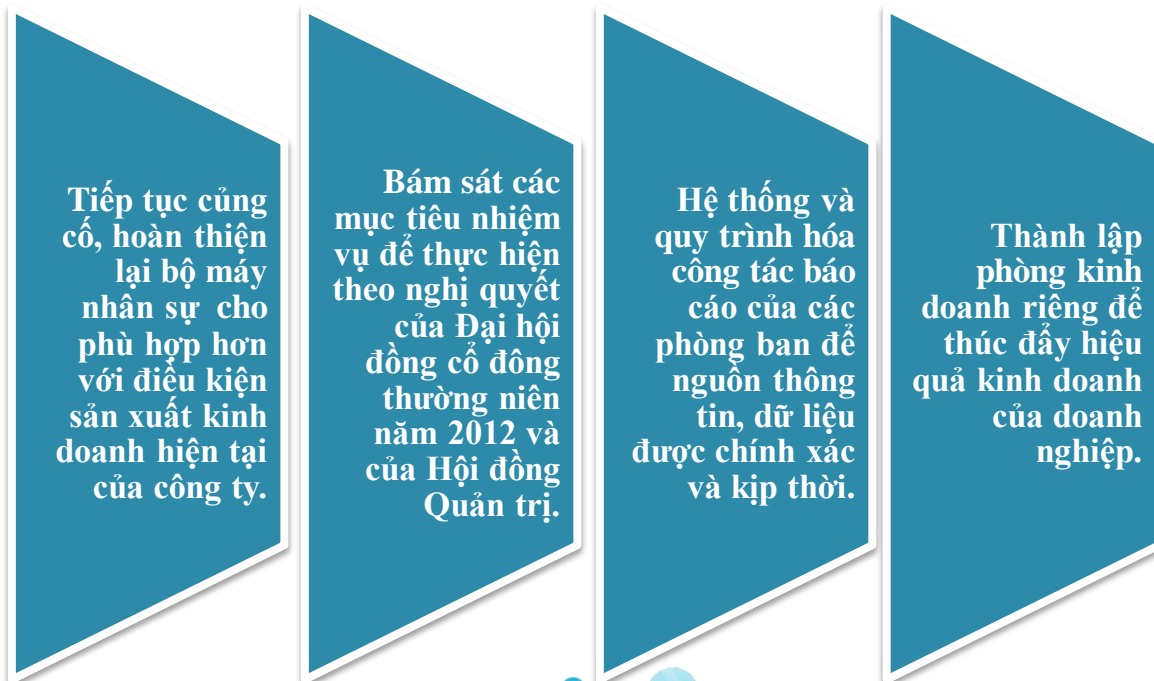 Tiếp tục củng
cố, hoàn thiện
lại bộ máy
nhân sự cho
phù hợp hơn
với điều kiện
sản xuất kinh
doanh hiện tại
của công ty.
Bám sát các
mục tiêu nhiệm
vụ để thực hiện
theo nghị quyết
của Đại hội
đồng cổ đông
thường niên
năm 2012 và
của Hội đồng
Quản trị.
Hệ thống và
quy trình hóa
công tác báo
cáo của các
phòng ban để
nguồn thông
tin, dữ liệu
được chính xác
và kịp thời.
Thành lập
phòng kinh
doanh riêng để
thúc đẩy hiệu
quả kinh doanh
của doanh
nghiệp.